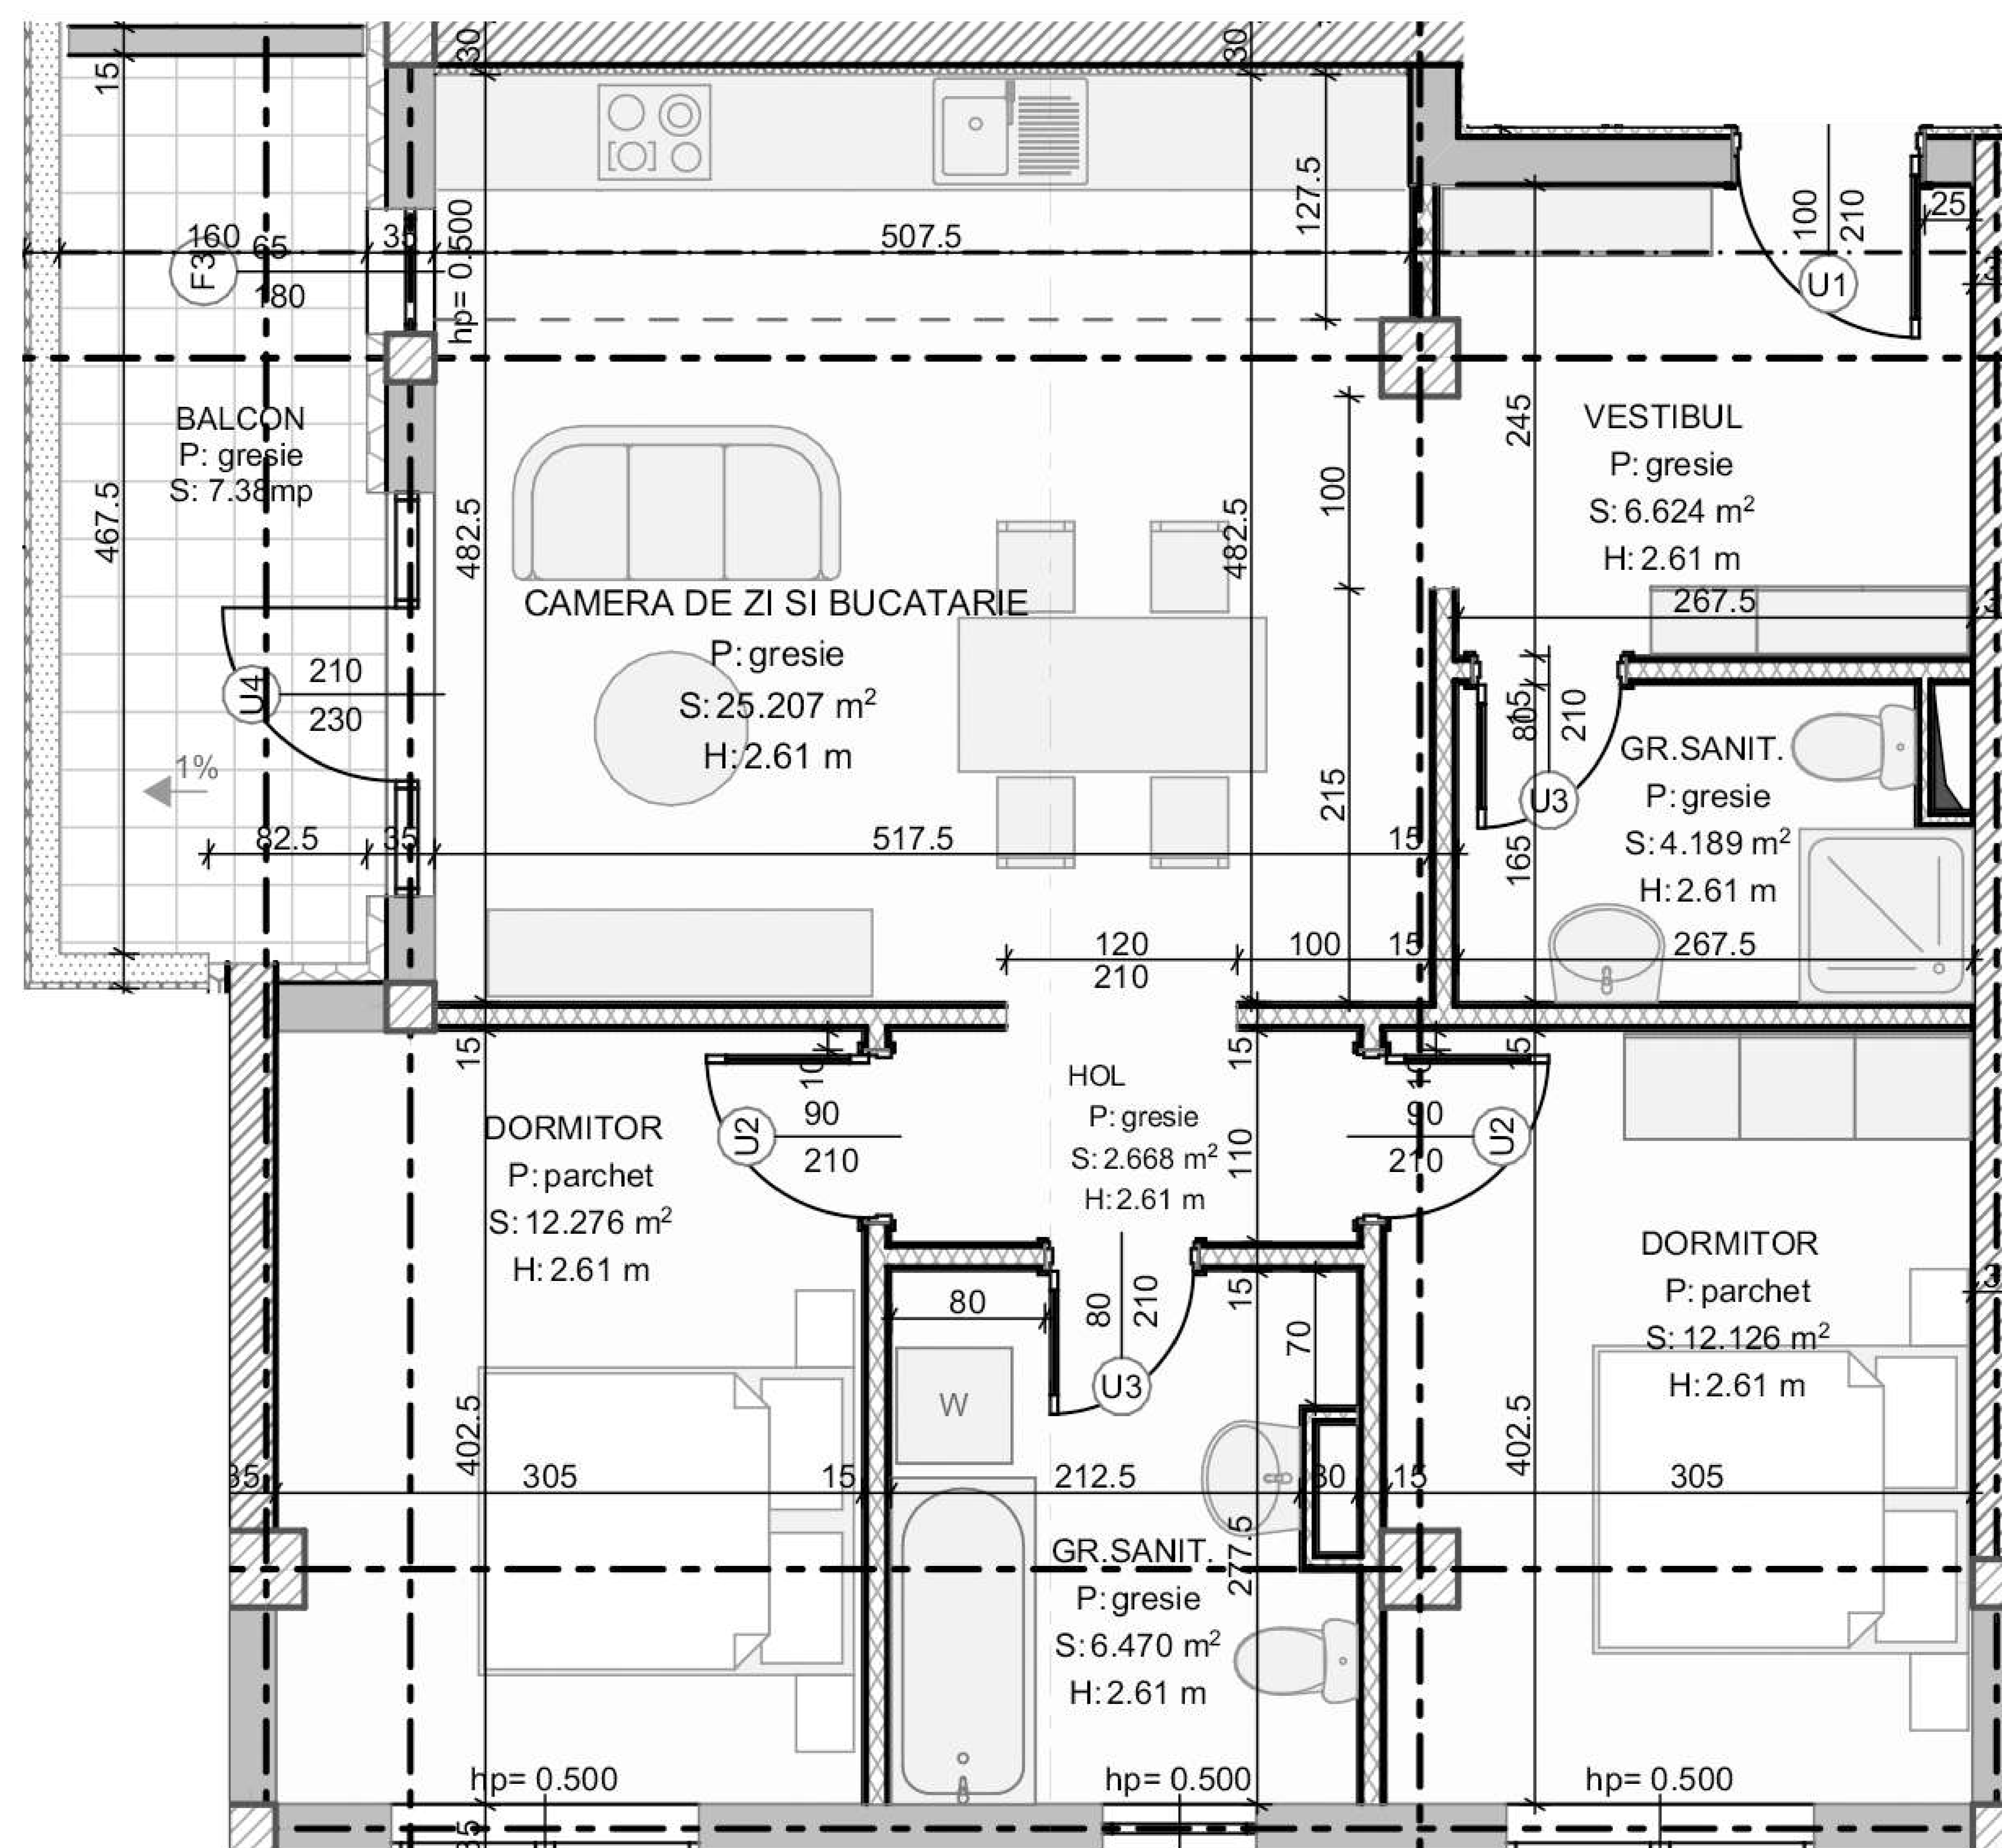 15
30
30
127.5
100
210
25
160
65
35
F3
180
hp= 0.500
507.5
U1
BALCON
P: gresie
S: 7.38mp
467.5
482.5
482.5
100
245
VESTIBUL
P: gresie
S: 6.624 m²
H: 2.61 m
267.5
CAMERA DE ZI SI BUCATARIE
P: gresie
S: 25.207 m²
H: 2.61 m
U4
210
230
1%
82.5
35
517.5
15
215
15
80
210
U3
165
GR.SANIT.
P: gresie
S: 4.189 m²
H: 2.61 m
120
210
100
15
267.5
15
10
15
10
15
HOL
P: gresie
S: 2.668 m²
H: 2.61 m
DORMITOR
P: parchet
S: 12.276 m²
H: 2.61 m
U2
90
210
110
90
210
U2
DORMITOR
P: parchet
S: 12.126 m²
H: 2.61 m
80
80
210
15
70
U3
W
402.5
402.5
35
305
15
212.5
30
15
305
GR.SANIT.
P: gresie
S: 6.470 m²
H: 2.61 m
277.5
hp= 0.500
hp= 0.500
hp= 0.500